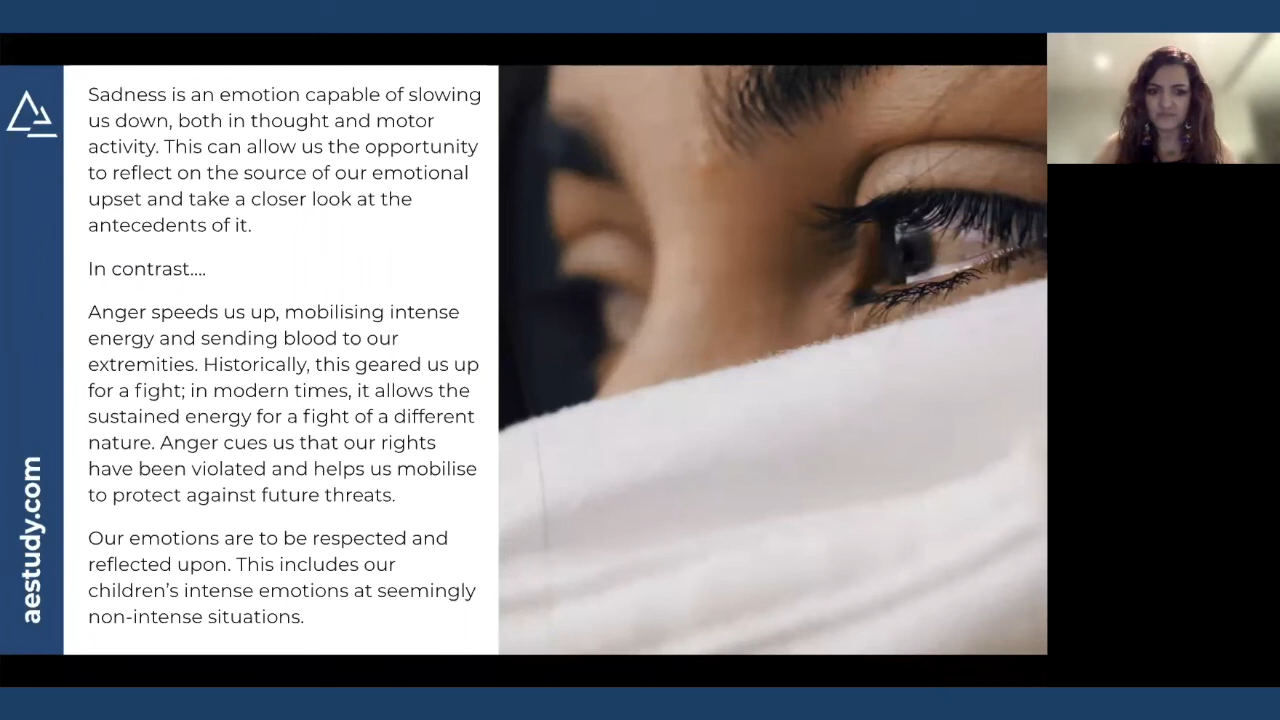 Sadness is an emotion capable of slowing
us down, both in thought and motor
activity. This can allow us the opportunity
to reflect on the source of our emotional
upset and take a closer look at the
antecedents of it.
In contrast....
Anger speeds us up, mobilising intense
energy and sending blood to our
extremities. Historically, this geared us up
for a fight; in modern times, it allows the
sustained energy for a fight of a different
nature. Anger cues us that our rights
have been violated and helps us mobilise
to protect against future threats.
Our emotions are to be respected and
reflected upon. This includes our
children’s intense emotions at seemingly
non-intense situations.
aestudy.com